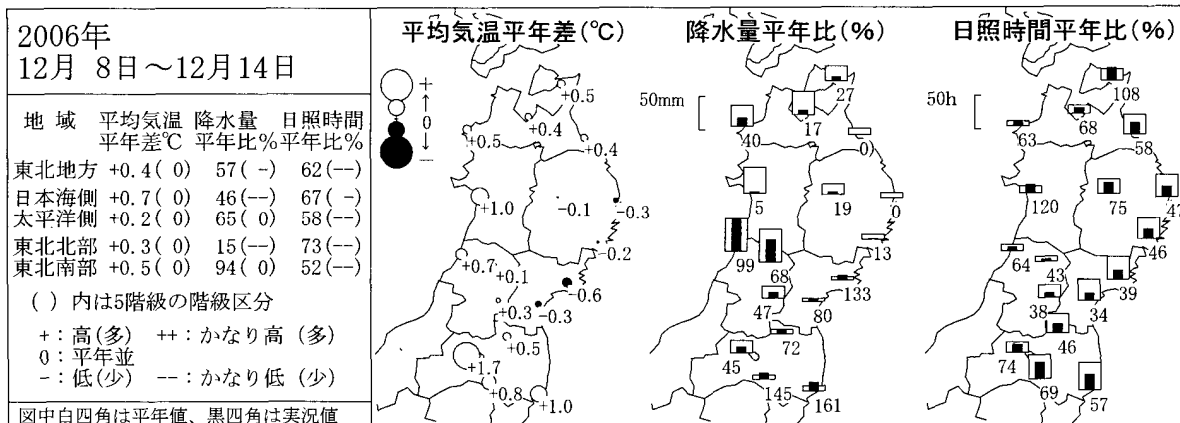 2006年
12月 8日～12月14日
地 域 平均気温 降水量 日照時間
平年差℃ 平年比% 平年比%
東北地方 +0.4( 0) 57( -) 62(--)
日本海側 +0.7( 0) 46(--) 67( -)
太平洋側 +0.2( 0) 65( 0) 58(--)
東北北部 +0.3( 0) 15(--) 73(--)
東北南部 +0.5( 0) 94( 0) 52(--)
( ) 内は5階級の階級区分
+：高(多) ++：かなり高 (多)
0：平年並
-：低(少) --：かなり低 (少)
図中白四角は平年値、黒四角は実況値
平均気温平年差(℃)
+
↑
0
↓
-
+0.5
+0.4
+0.5
+0.4
+1.0
-0.1
-0.3
-0.2
+0.7
+0.1
-0.6
+0.3
-0.3
+0.5
+1.7
+0.8
+1.0
降水量平年比(%)
50mm
27
40
17
0
5
19
0
13
99
68
133
47
80
72
45
145
161
日照時間平年比(%)
50h
108
63
68
58
120
75
47
46
64
43
39
38
34
46
74
69
57